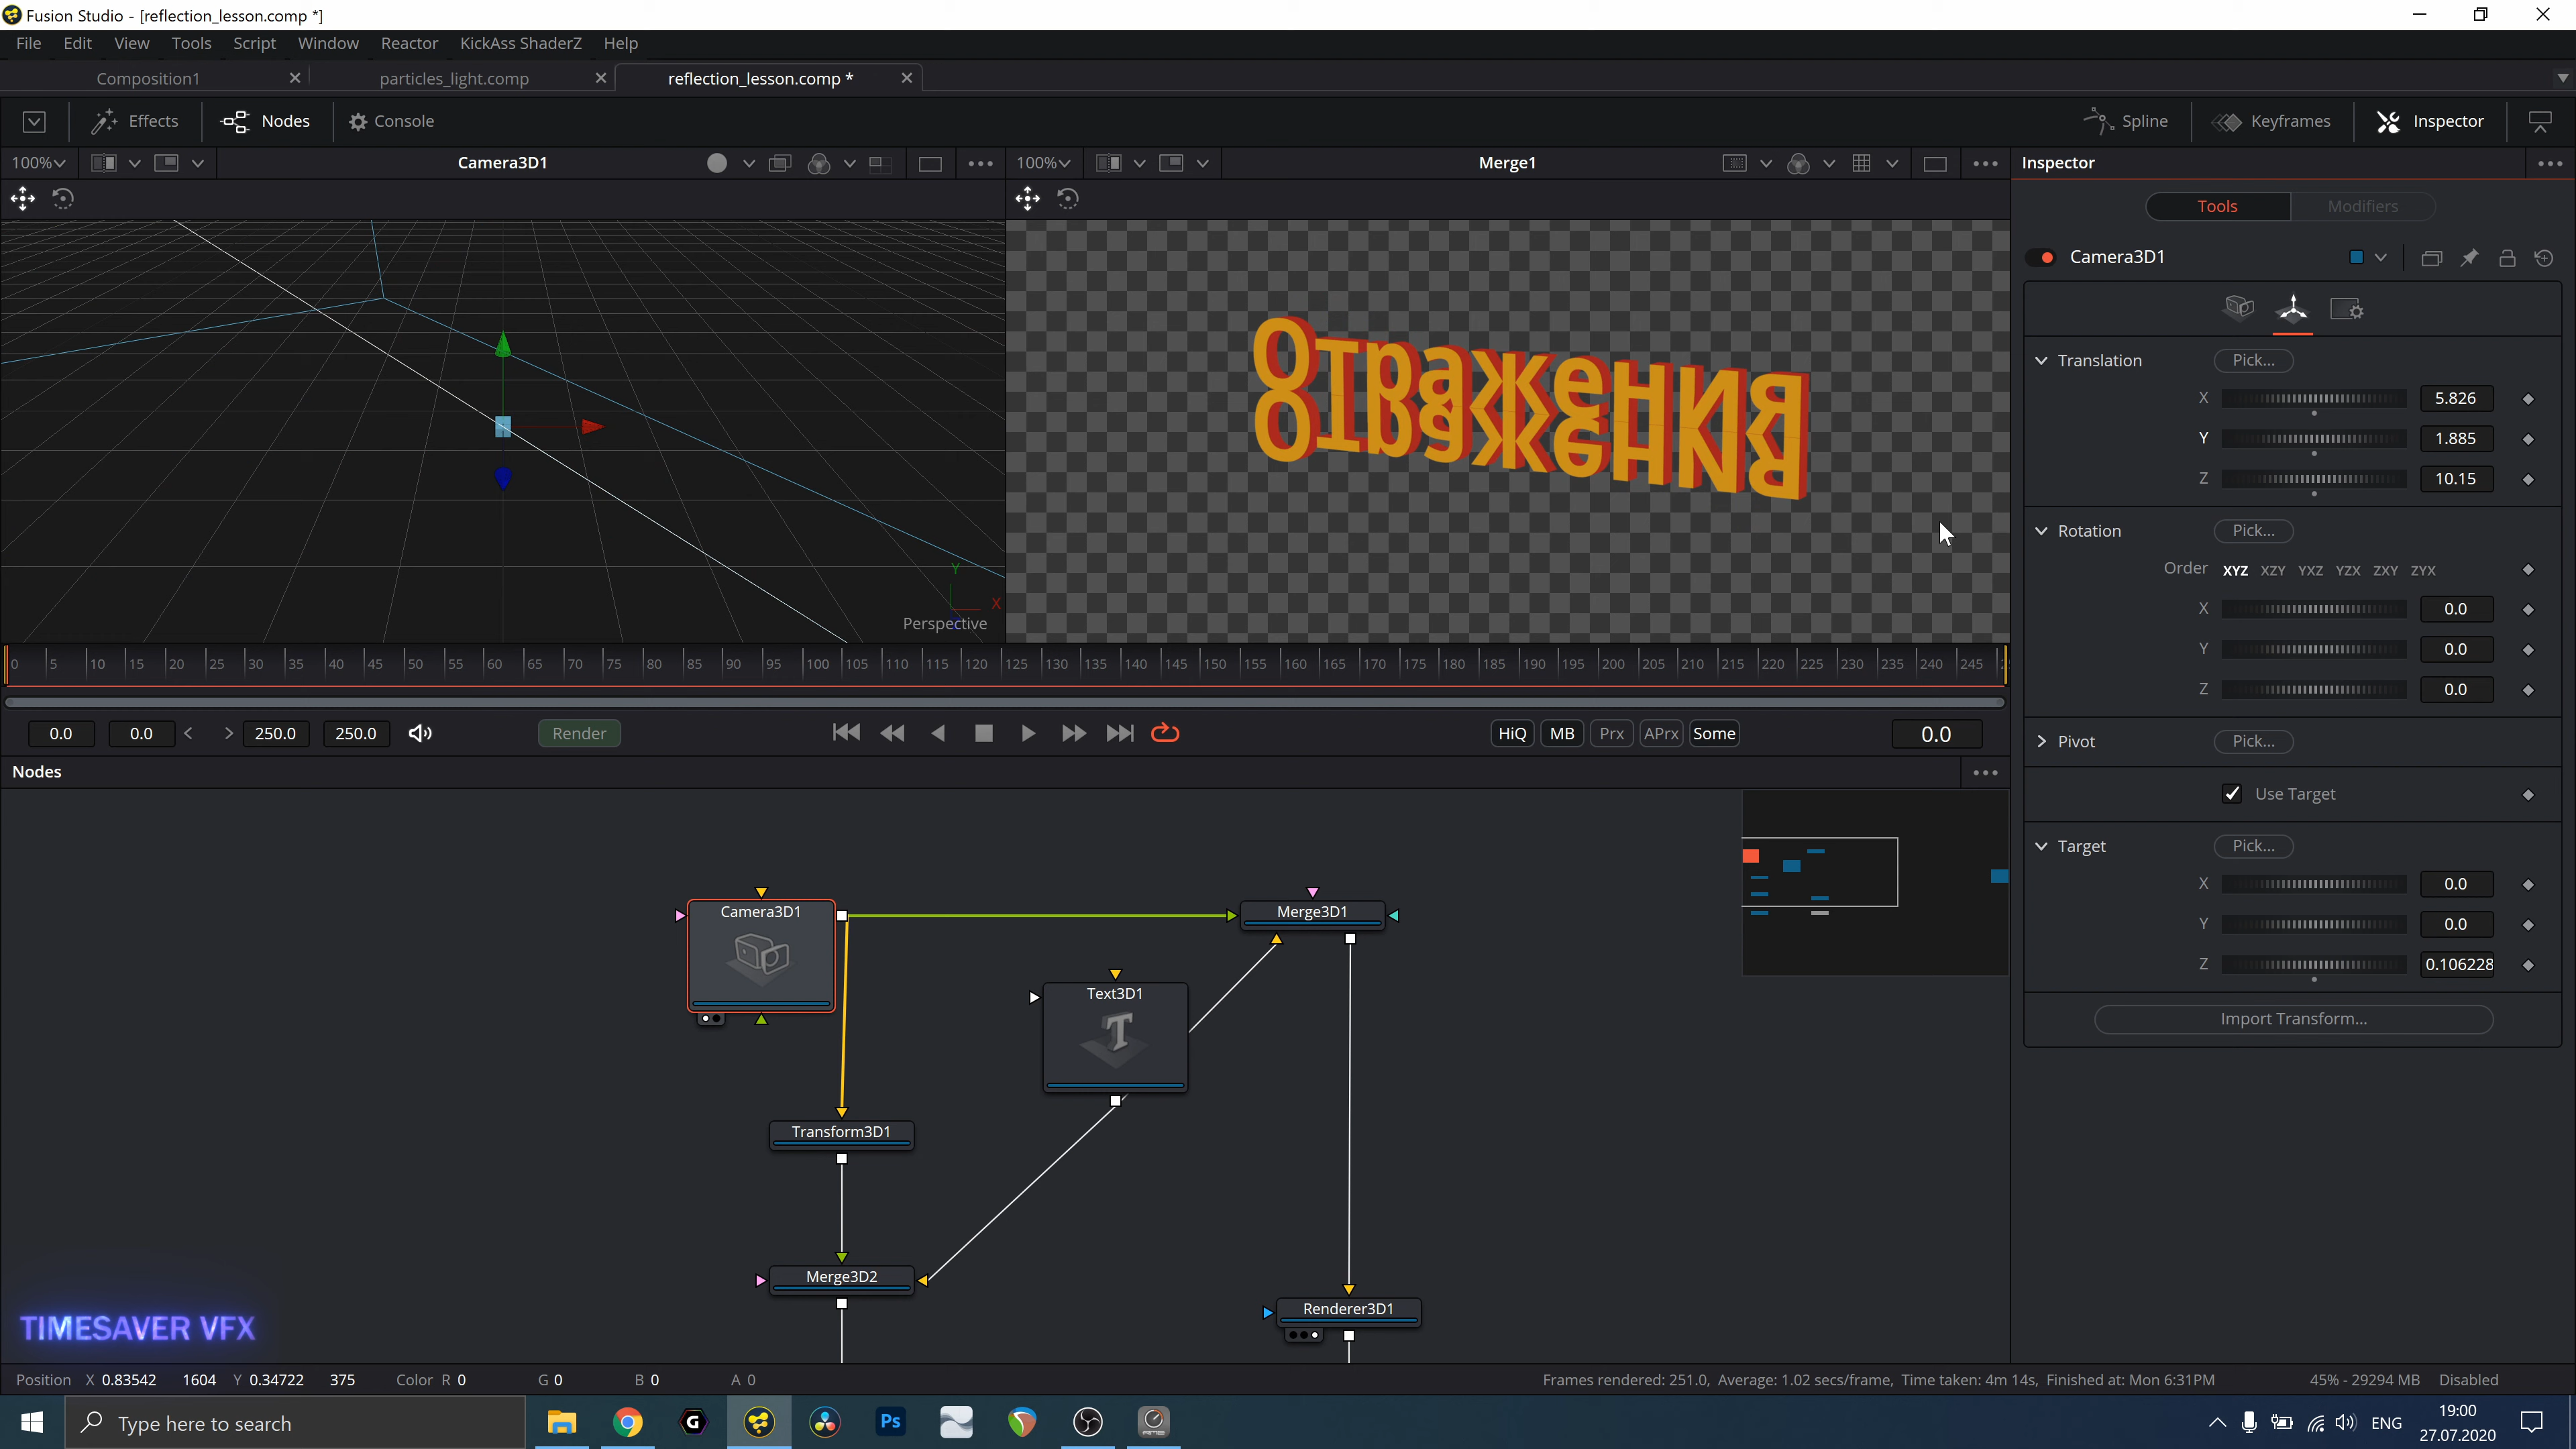 Fusion Studio - [reflection_lesson.comp *]
File Edit View Tools Script Window Reactor KickAss ShaderZ Help
Composition1 particles_light.comp reflection_lesson.comp *
Effects Nodes Console Spline Keyframes Inspector
100% Camera3D1 100% Merge1 Inspector
Tools Modifiers
Camera3D1
Отражения
Y
X
Perspective
Translation Pick...
X 5.826
Y 1.885
Z 10.15
Rotation Pick...
Order XYZ XZY YXZ YZX ZXY ZYX
X 0.0
Y 0.0
Z 0.0
0 5 10 15 20 25 30 35 40 45 50 55 60 65 70 75 80 85 90 95 100 105 110 115 120 125 130 135 140 145 150 155 160 165 170 175 180 185 190 195 200 205 210 215 220 225 230 235 240 245
0.0 0.0 250.0 250.0 Render HiQ MB Prx APrx Some 0.0
Pivot Pick...
Nodes
Use Target
Target Pick...
X 0.0
Y 0.0
Z 0.106228
Import Transform...
Camera3D1
Merge3D1
Text3D1
Transform3D1
Merge3D2
Renderer3D1
TIMESAVER VFX
Position X 0.83542 1604 Y 0.34722 375 Color R 0 G 0 B 0 A 0 Frames rendered: 251.0, Average: 1.02 secs/frame, Time taken: 4m 14s, Finished at: Mon 6:31PM 45% - 29294 MB Disabled
Type here to search
Ps
ENG
19:00
27.07.2020